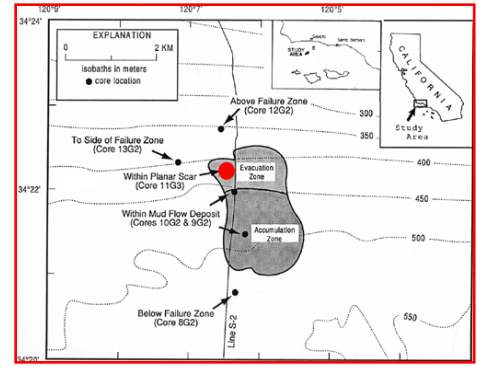 120°9'
120°7'
120°5'
34°24'
34°22'
34°20'
EXPLANATION
0 2 KM
isobaths in meters
core location
STUDY AREA
Santa Barbara
CALIFORNIA
Study
Area
Above Failure Zone
(Core 12G2)
300
350
400
450
500
550
To Side of Failure Zone
(Core 13G2)
Within Planar Scar
(Core 11G3)
Evacuation
Zone
Within Mud Flow Deposit
(Cores 10G2 & 9G2)
Accumulation
Zone
Below Failure Zone
(Core 8G2)
Line S-2